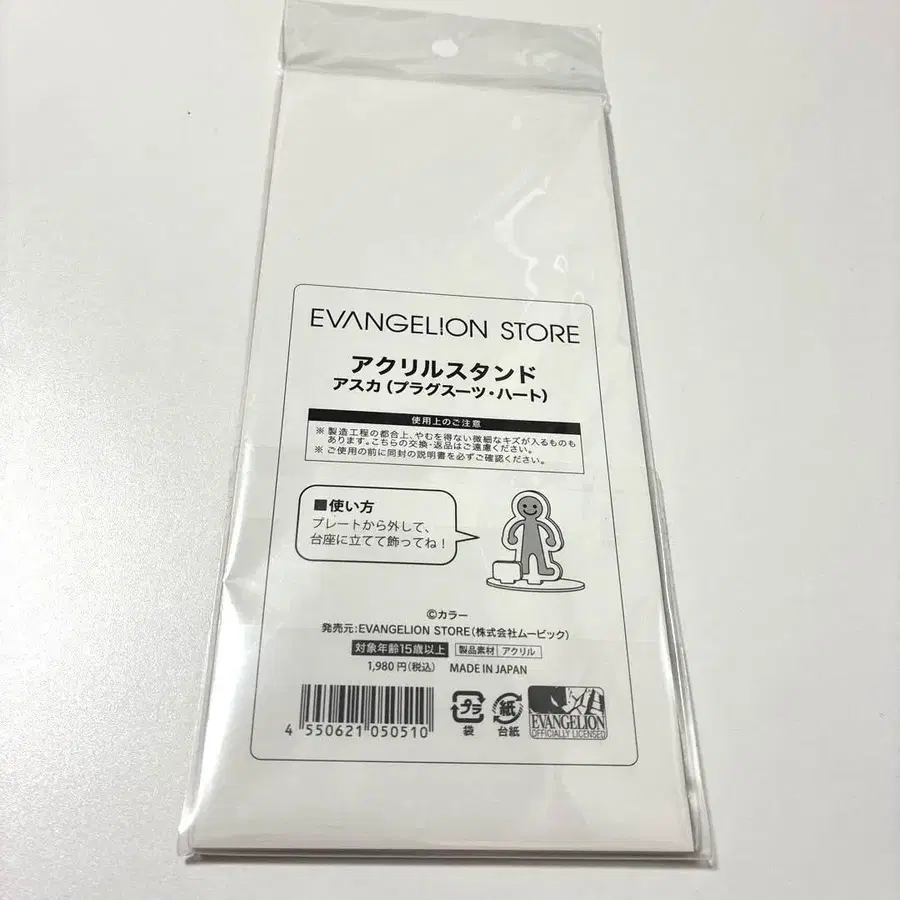 EVANGELION STORE
アクリルスタンド
アスカ（プラグスーツ・ハート）
使用上のご注意
※ 製造工程の都合上、やむを得ない微細なキズが入るものも
あります。こちらの交換・返品はご遠慮ください。
※ ご使用の前に同封の説明書を必ずご確認ください。
■使い方
プレートから外して、
台座に立てて飾ってね！
©カラー
発売元：EVANGELION STORE（株式会社ムービック）
対象年齢15歳以上 製品素材 アクリル
1,980円（税込） MADE IN JAPAN
4 550621 050510
プラ 袋
紙 台紙
EVANGELION
OFFICIALLY LICENSED